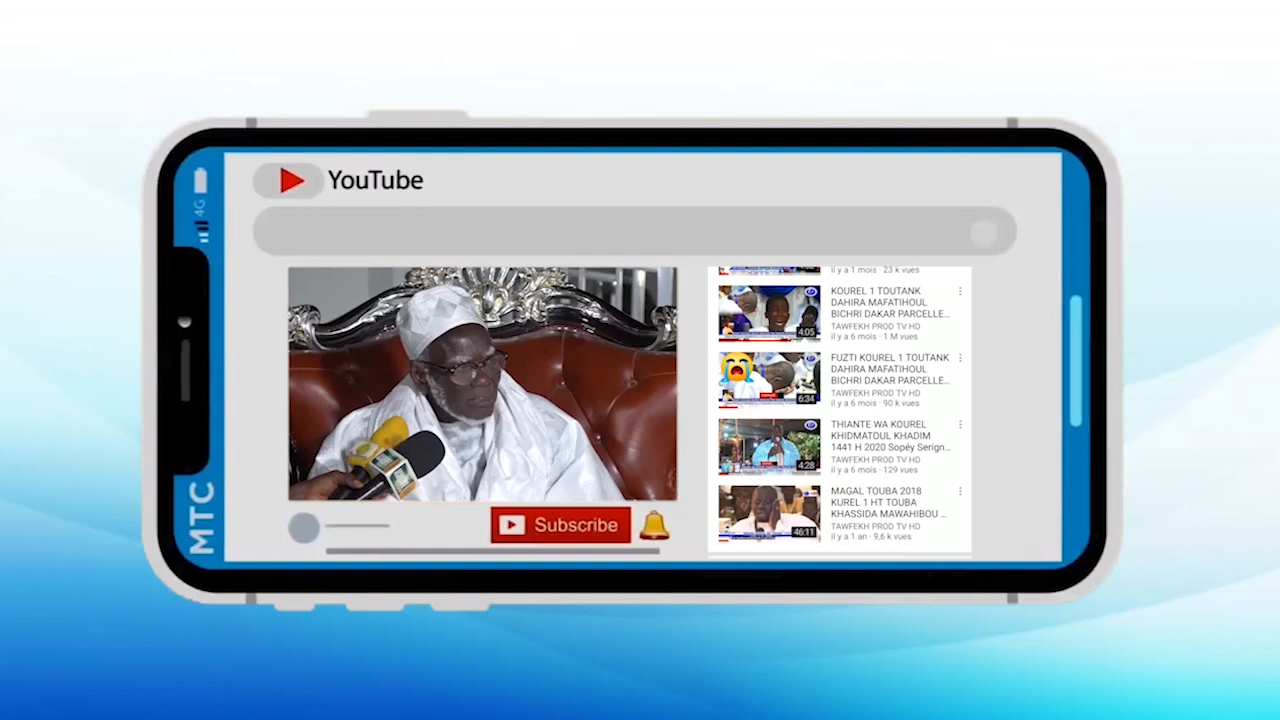 4G
MTC
YouTube
Subscribe
il y a 1 mois · 23 k vues
KOUREL 1 TOUTANK
DAHIRA MAFATIHOUL
BICHRI DAKAR PARCELLE...
TAWFEKH PROD TV HD
il y a 6 mois · 1 M vues
4:05
FUZTI KOUREL 1 TOUTANK
DAHIRA MAFATIHOUL
BICHRI DAKAR PARCELLE...
TAWFEKH PROD TV HD
il y a 6 mois · 90 k vues
6:34
THIANTE WA KOUREL
KHIDMATOUL KHADIM
1441 H 2020 Sopéy Serign...
TAWFEKH PROD TV HD
il y a 6 mois · 129 vues
4:28
MAGAL TOUBA 2018
KUREL 1 HT TOUBA
KHASSIDA MAWAHIBOU ...
TAWFEKH PROD TV HD
il y a 1 an · 9,6 k vues
46:11